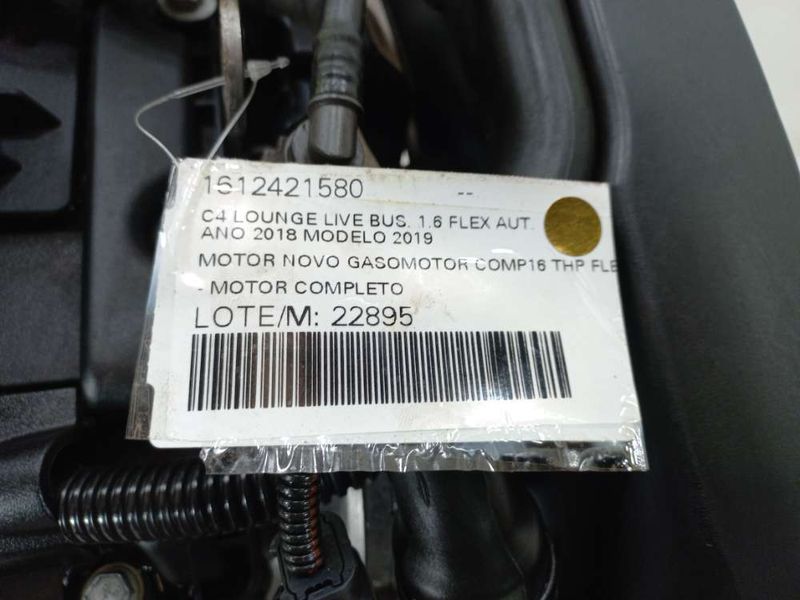 1612421580 --
C4 LOUNGE LIVE BUS. 1.6 FLEX AUT.
ANO 2018 MODELO 2019
MOTOR NOVO GASOMOTOR COMP16 THP FLE
- MOTOR COMPLETO
LOTE/M: 22895